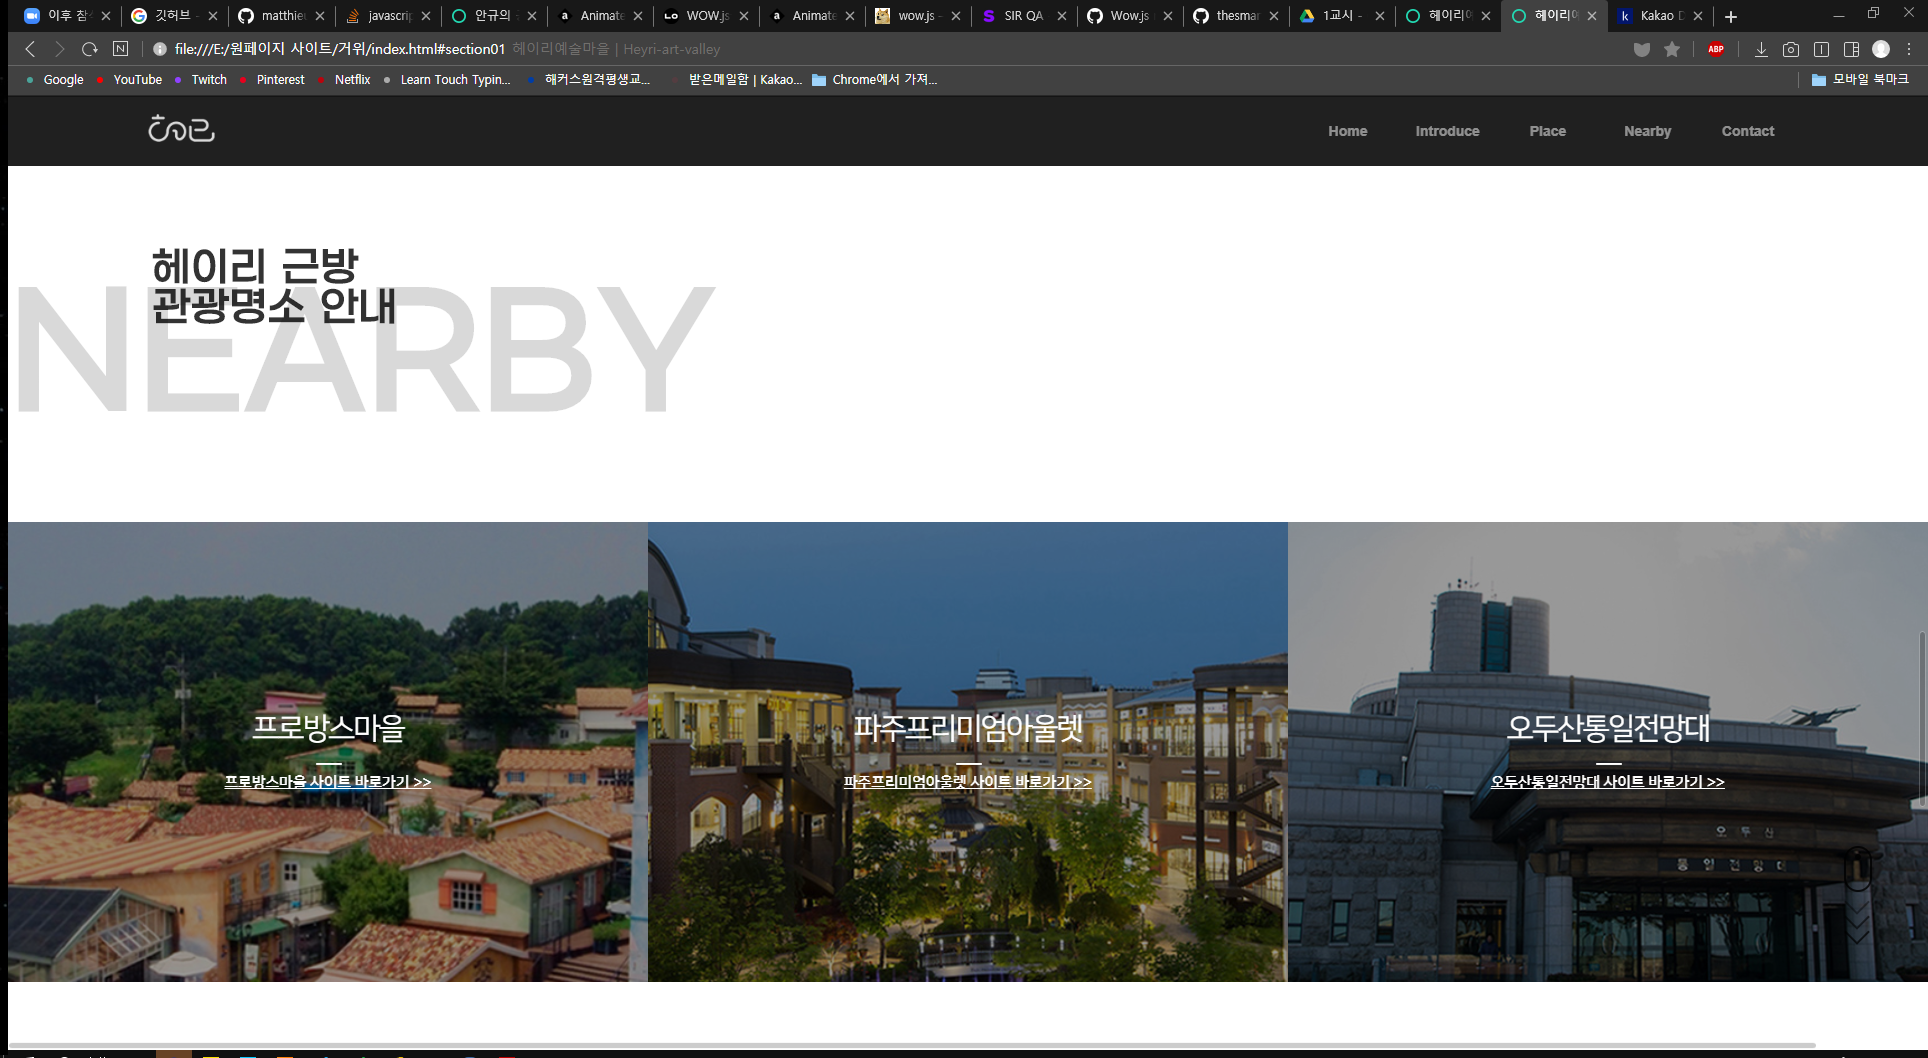 이후 참 깃허브 - matthie javascrip 안규의 Animate WOW.js Animate wow.js - SIR QA Wow.js thesmar 1교시 - 헤이리예 헤이리예 Kakao D
file:///E:/원페이지 사이트/거위/index.html#section01 헤이리예술마을 | Heyri-art-valley
ABP
Google YouTube Twitch Pinterest Netflix Learn Touch Typin... 해커스원격평생교... 받은메일함 | Kakao... Chrome에서 가져... 모바일 북마크
Home Introduce Place Nearby Contact
헤이리 근방
관광명소 안내
NEARBY
프로방스마을
프로방스마을 사이트 바로가기 >>
파주프리미엄아울렛
파주프리미엄아울렛 사이트 바로가기 >>
오두산통일전망대
오두산통일전망대 사이트 바로가기 >>
오두산
통일전망대